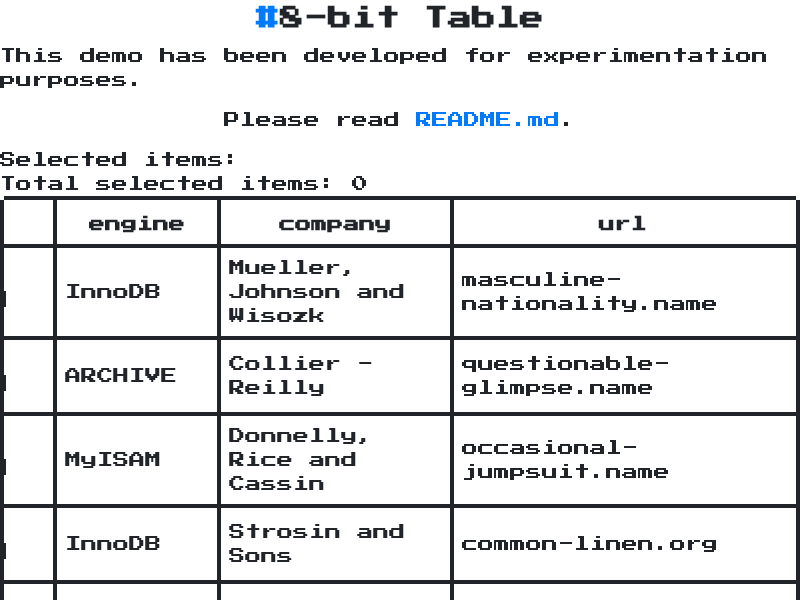 #8-bit Table
This demo has been developed for experimentation
purposes.
Please read README.md.
Selected items:
Total selected items: 0
engine company url
InnoDB
Mueller,
Johnson and
Wisozk
masculine-
nationality.name
ARCHIVE
Collier -
Reilly
questionable-
glimpse.name
MyISAM
Donnelly,
Rice and
Cassin
occasional-
jumpsuit.name
InnoDB
Strosin and
Sons
common-linen.org